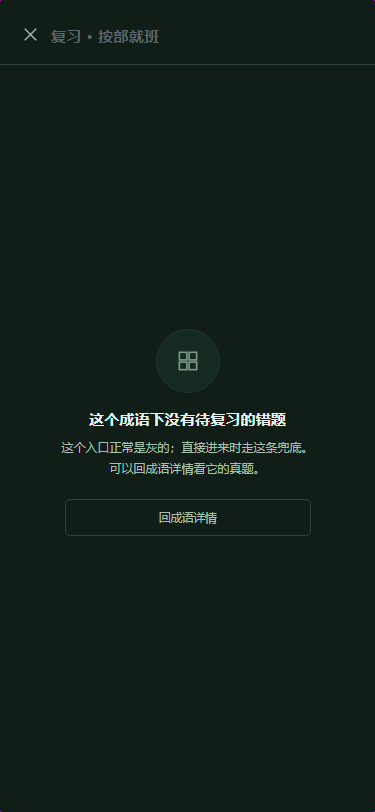 复习 • 按部就班
这个成语下没有待复习的错题
这个入口正常是灰的；直接进来时走这条兜底。
可以回成语详情看它的真题。
回成语详情